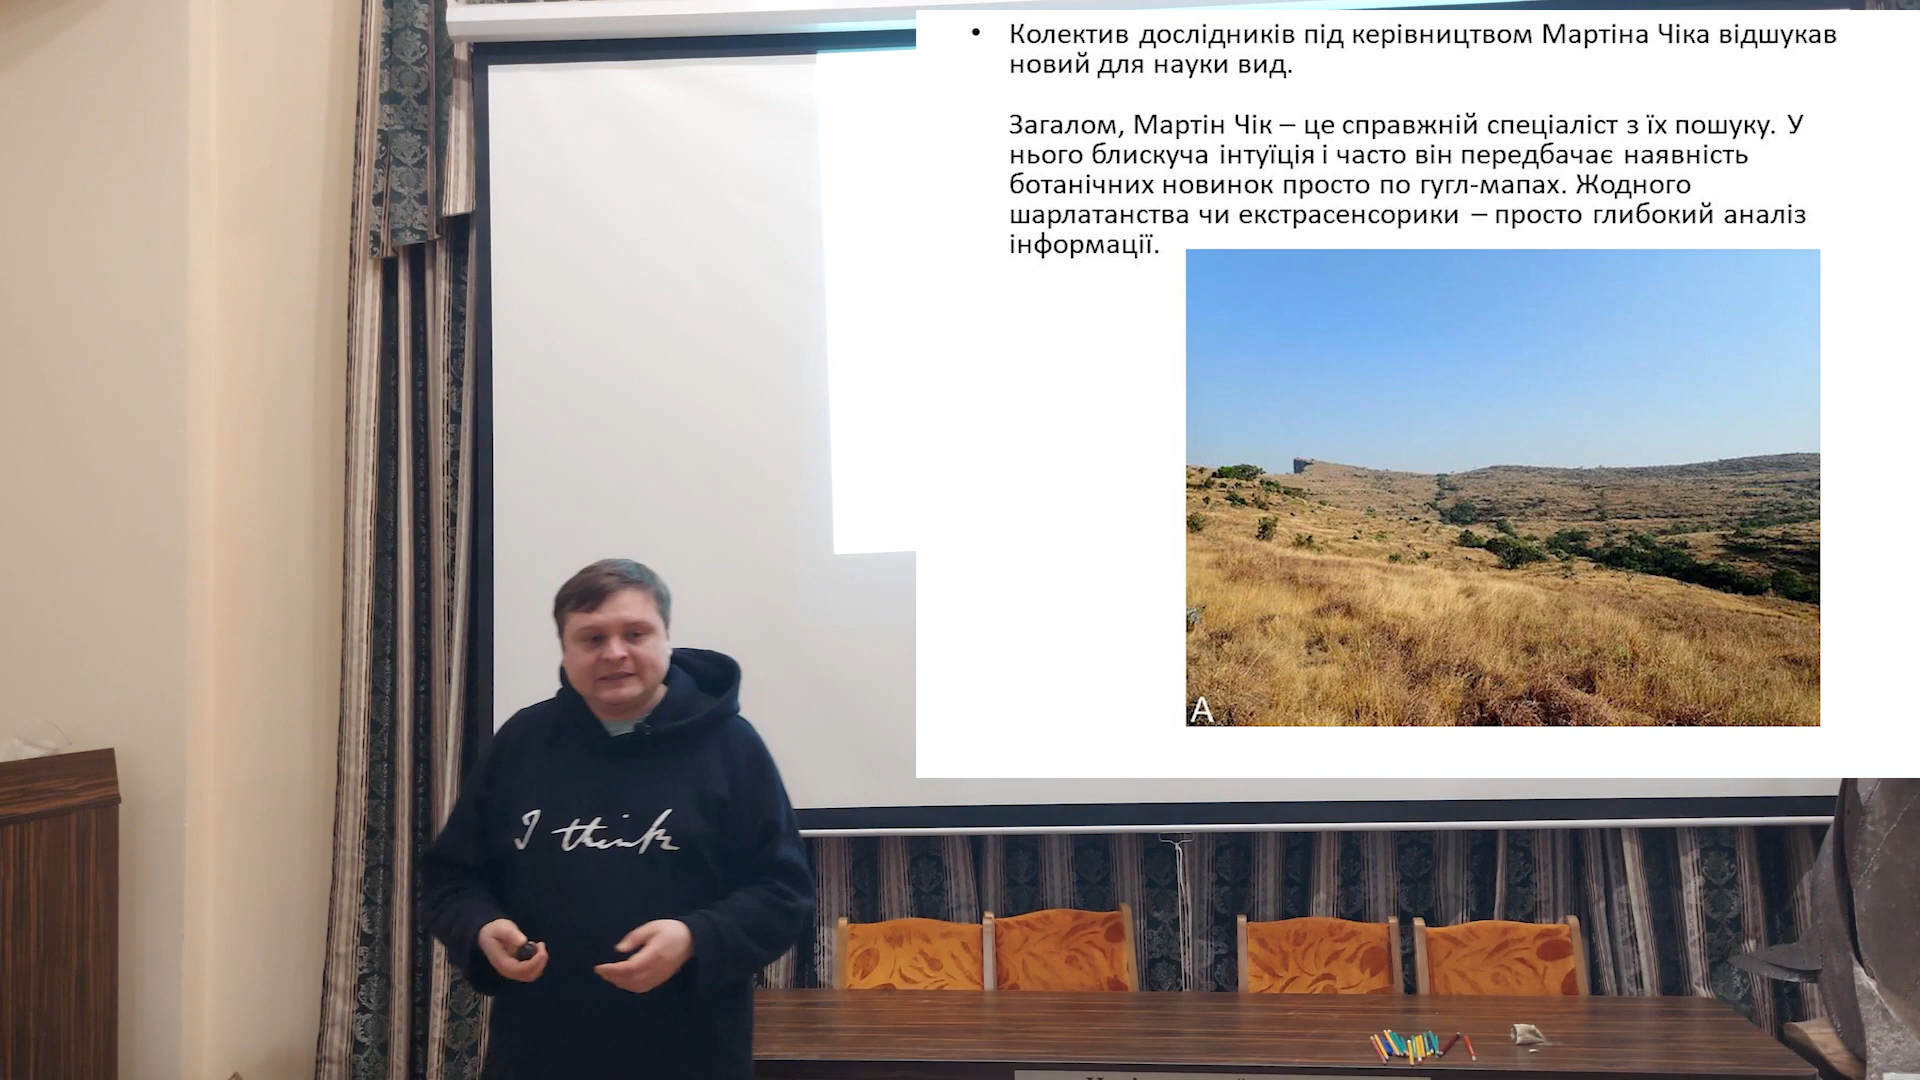 • Колектив дослідників під керівництвом Мартіна Чіка відшукав
новий для науки вид.
Загалом, Мартін Чік – це справжній спеціаліст з їх пошуку. У
нього блискуча інтуїція і часто він передбачає наявність
ботанічних новинок просто по гугл-мапах. Жодного
шарлатанства чи екстрасенсорики – просто глибокий аналіз
інформації.
A
I think